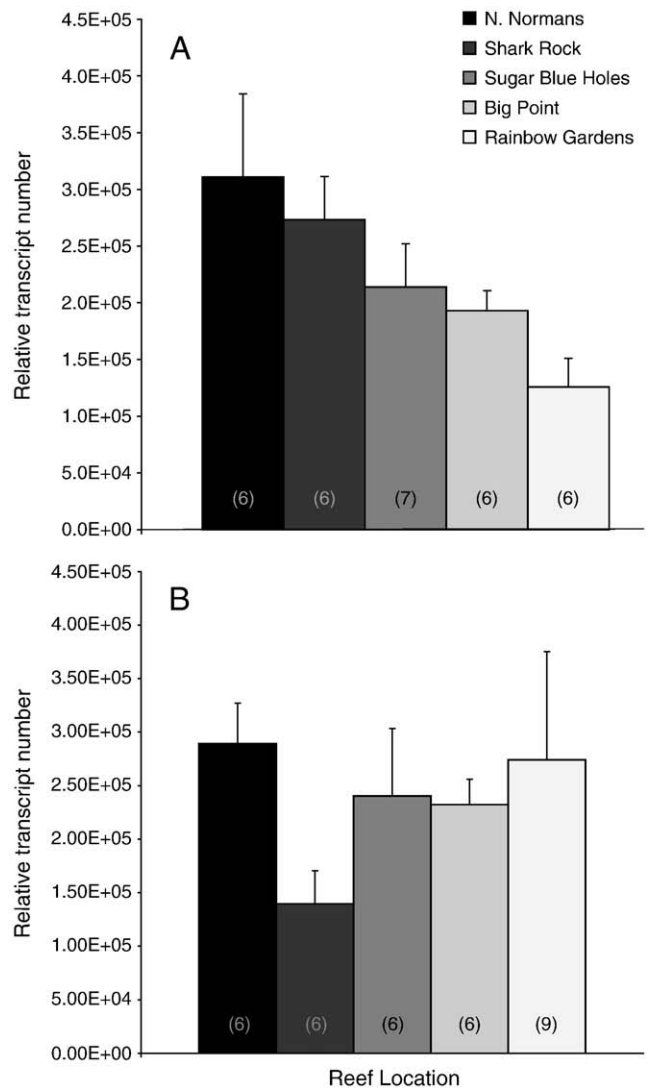 A
N. Normans
Shark Rock
Sugar Blue Holes
Big Point
Rainbow Gardens
Relative transcript number
4.5E+05
4.0E+05
3.5E+05
3.0E+05
2.5E+05
2.0E+05
1.5E+05
1.0E+05
5.0E+04
0.0E+00
(6) (6) (7) (6) (6)
B
Relative transcript number
4.50E+05
4.00E+05
3.50E+05
3.00E+05
2.50E+05
2.00E+05
1.50E+05
1.00E+05
5.00E+04
0.00E+00
(6) (6) (6) (6) (9)
Reef Location